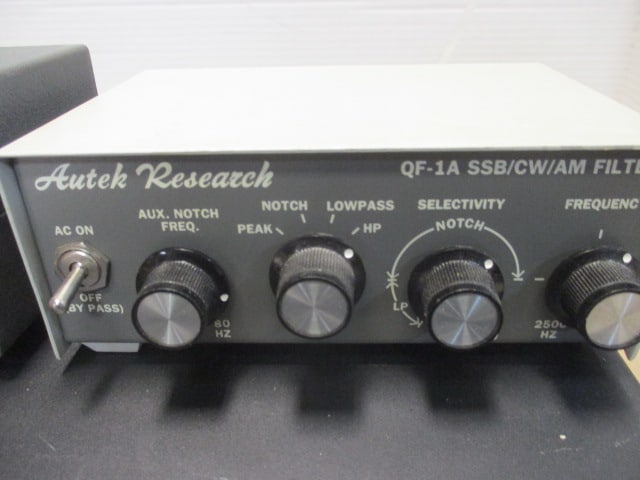 Autek Research
QF-1A SSB/CW/AM FILTE
AC ON
OFF
(BY PASS)
AUX. NOTCH
FREQ.
80
HZ
PEAK
NOTCH
LOWPASS
HP
SELECTIVITY
NOTCH
LP
FREQUENC
2500
HZ